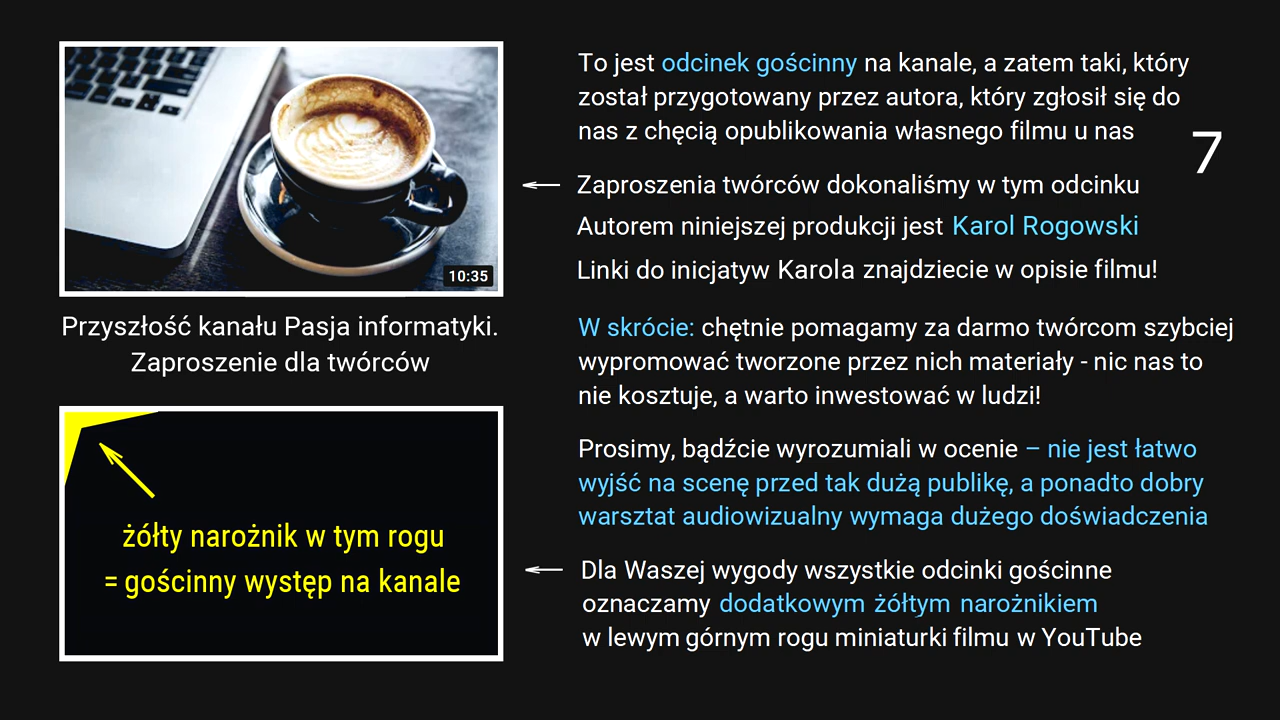 10:35
Przyszłość kanału Pasja informatyki.
Zaproszenie dla twórców
żółty narożnik w tym rogu
= gościnny występ na kanale
To jest odcinek gościnny na kanale, a zatem taki, który
został przygotowany przez autora, który zgłosił się do
nas z chęcią opublikowania własnego filmu u nas
7
Zaproszenia twórców dokonaliśmy w tym odcinku
Autorem niniejszej produkcji jest Karol Rogowski
Linki do inicjatyw Karola znajdziecie w opisie filmu!
W skrócie: chętnie pomagamy za darmo twórcom szybciej
wypromować tworzone przez nich materiały - nic nas to
nie kosztuje, a warto inwestować w ludzi!
Prosimy, bądźcie wyrozumiali w ocenie – nie jest łatwo
wyjść na scenę przed tak dużą publikę, a ponadto dobry
warsztat audiowizualny wymaga dużego doświadczenia
Dla Waszej wygody wszystkie odcinki gościnne
oznaczamy dodatkowym żółtym narożnikiem
w lewym górnym rogu miniaturki filmu w YouTube